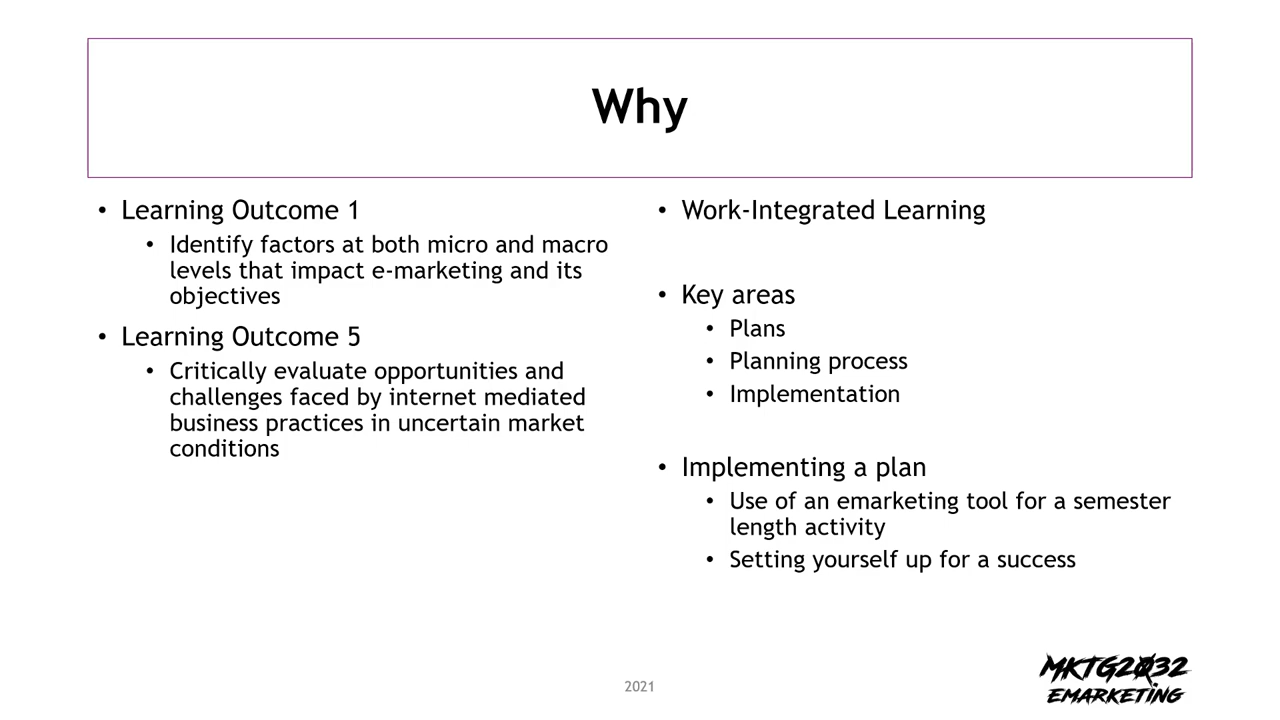 Why
• Learning Outcome 1
• Identify factors at both micro and macro
levels that impact e-marketing and its
objectives
• Learning Outcome 5
• Critically evaluate opportunities and
challenges faced by internet mediated
business practices in uncertain market
conditions
• Work-Integrated Learning
• Key areas
• Plans
• Planning process
• Implementation
• Implementing a plan
• Use of an emarketing tool for a semester
length activity
• Setting yourself up for a success
2021
MKTG2032
EMARKETING